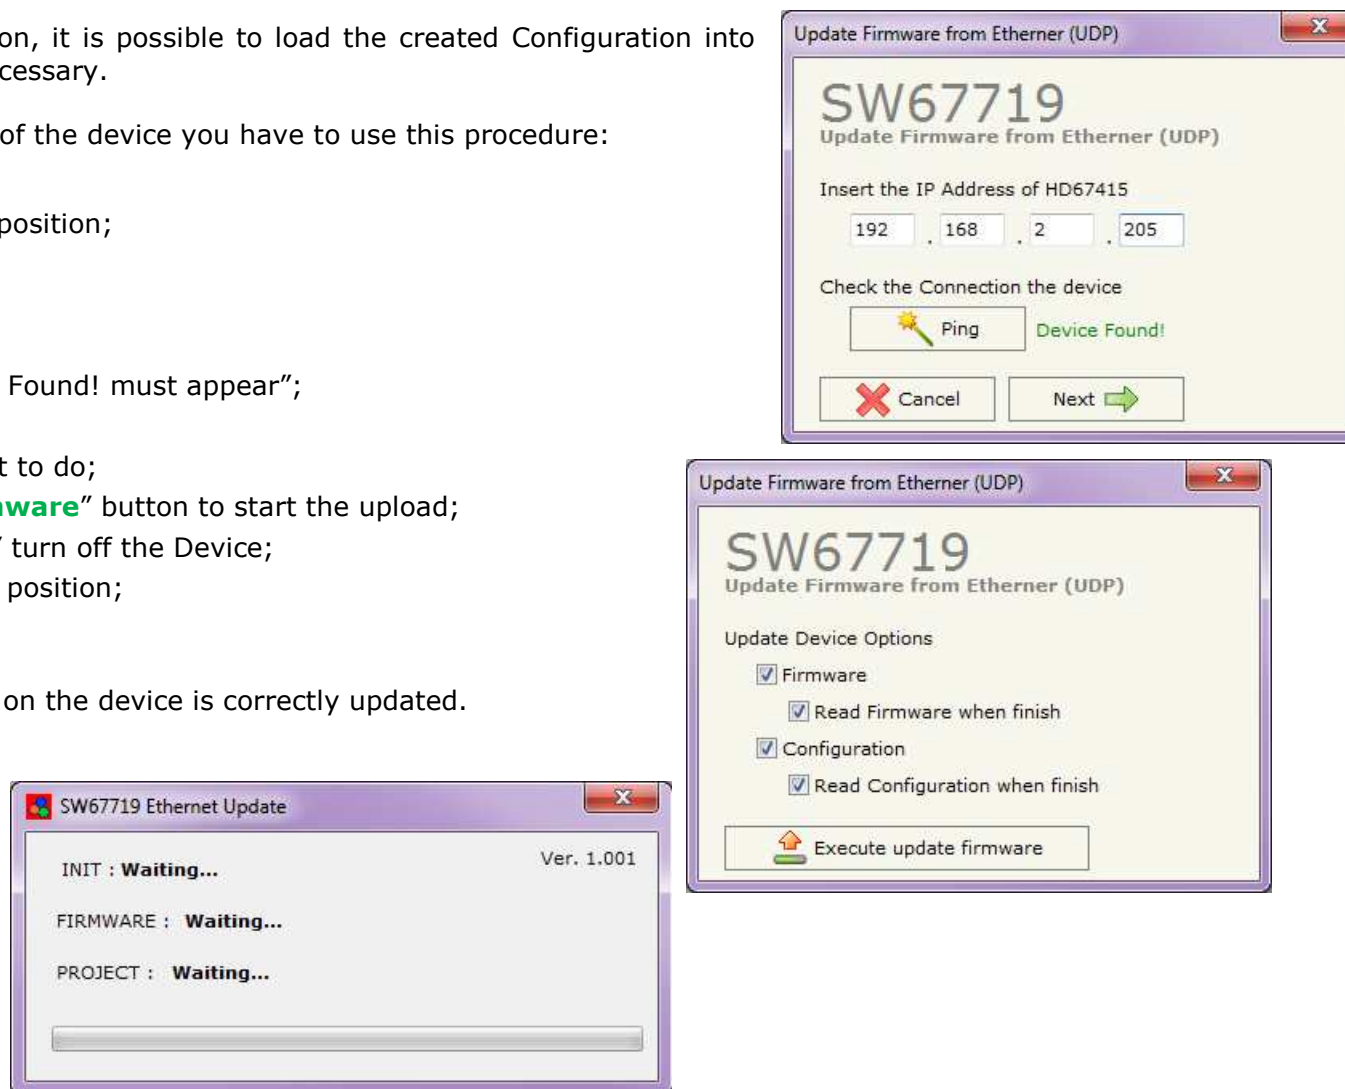 on, it is possible to load the created Configuration into
cessary.
of the device you have to use this procedure:
position;
Found! must appear”;
t to do;
ware” button to start the upload;
turn off the Device;
position;
on the device is correctly updated.
Update Firmware from Etherner (UDP)
SW67719
Update Firmware from Etherner (UDP)
Insert the IP Address of HD67415
192 . 168 . 2 . 205
Check the Connection the device
Ping Device Found!
Cancel Next
Update Firmware from Etherner (UDP)
SW67719
Update Firmware from Etherner (UDP)
Update Device Options
Firmware
Read Firmware when finish
Configuration
Read Configuration when finish
Execute update firmware
SW67719 Ethernet Update
Ver. 1.001
INIT : Waiting...
FIRMWARE : Waiting...
PROJECT : Waiting...